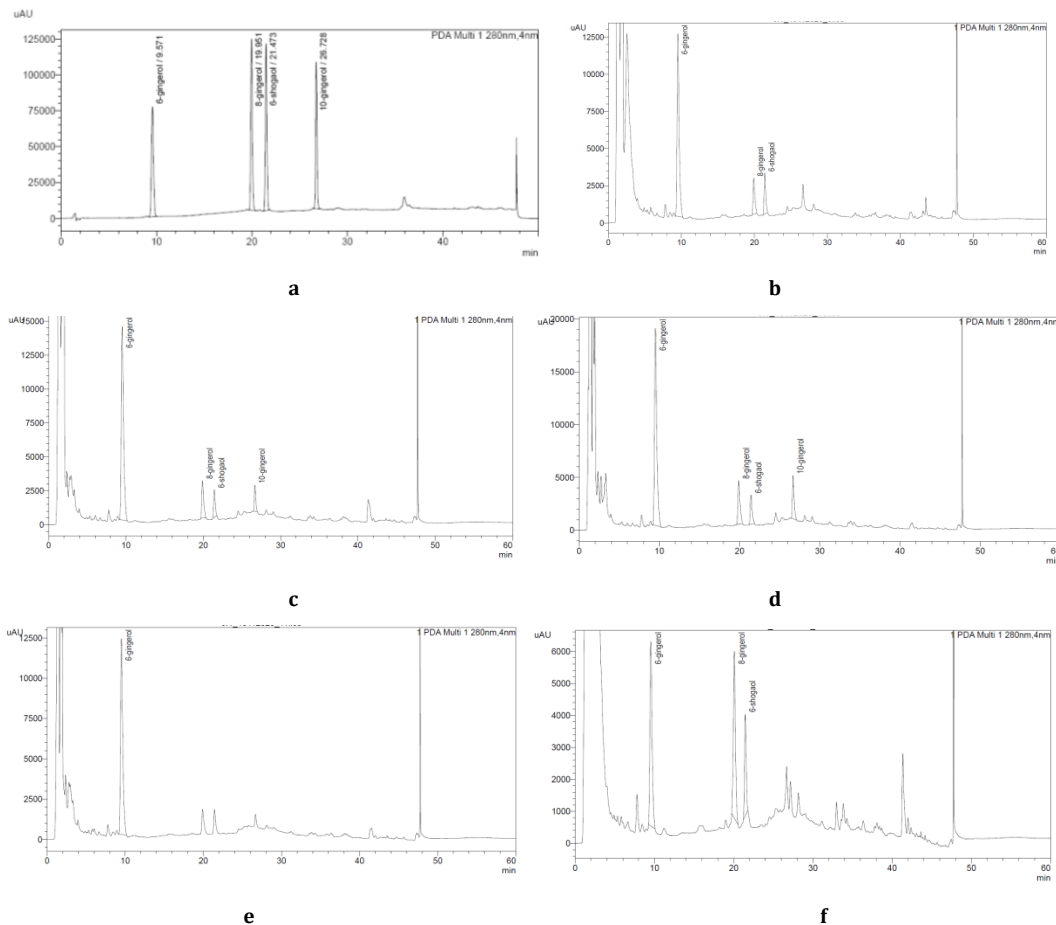 uAU
PDA Multi 1 280nm,4nm
125000
100000
75000
50000
25000
0
6-gingerol / 9.571
8-gingerol / 19.951
6-shogaol / 21.473
10-gingerol / 26.728
0 10 20 30 40
min
a
12500
10000
7500
5000
2500
0
6-gingerol
8-gingerol
6-shogaol
0 10 20 30 40 50 60
min
b
uAU
1 PDA Multi 1 280nm,4nm
15000
12500
10000
7500
5000
2500
0
6-gingerol
8-gingerol
6-shogaol
10-gingerol
0 10 20 30 40 50 60
min
c
uAU
1 PDA Multi 1 280nm,4nm
20000
15000
10000
5000
0
6-gingerol
8-gingerol
6-shogaol
10-gingerol
0 10 20 30 40 50 60
min
d
uAU
1 PDA Multi 1 280nm,4nm
12500
10000
7500
5000
2500
0
6-gingerol
0 10 20 30 40 50 60
min
e
uAU
1 PDA Multi 1 280nm,4nm
6000
5000
4000
3000
2000
1000
0
6-gingerol
8-gingerol
6-shogaol
0 10 20 30 40 50 60
min
f